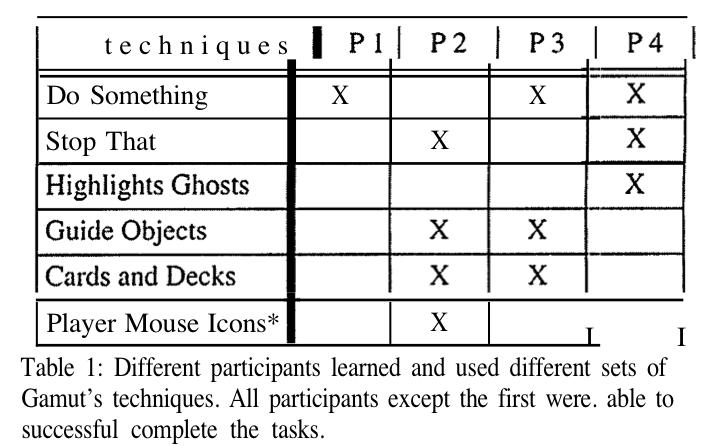 techniques P1 P2 P3 P4
Do Something X X X
Stop That X X
Highlights Ghosts X
Guide Objects X X
Cards and Decks X X
Player Mouse Icons* X
Table 1: Different participants learned and used different sets of
Gamut's techniques. All participants except the first were. able to
successful complete the tasks.